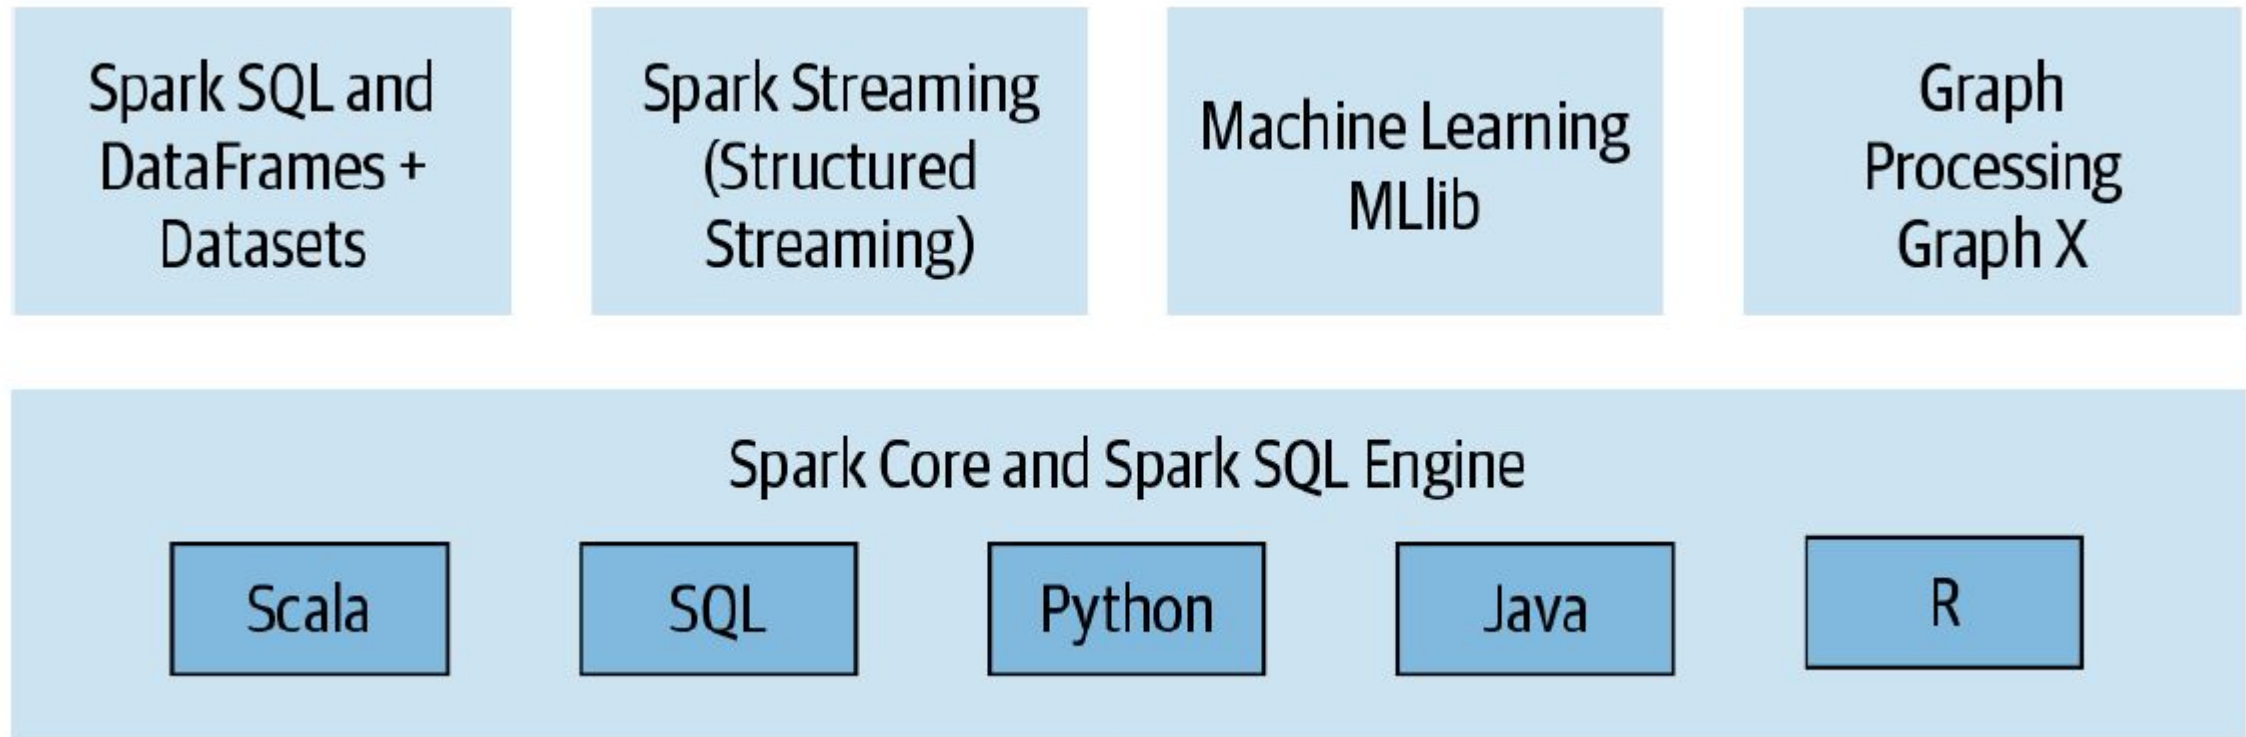 Spark SQL and
DataFrames +
Datasets
Spark Streaming
(Structured
Streaming)
Machine Learning
MLlib
Graph
Processing
Graph X
Spark Core and Spark SQL Engine
Scala
SQL
Python
Java
R